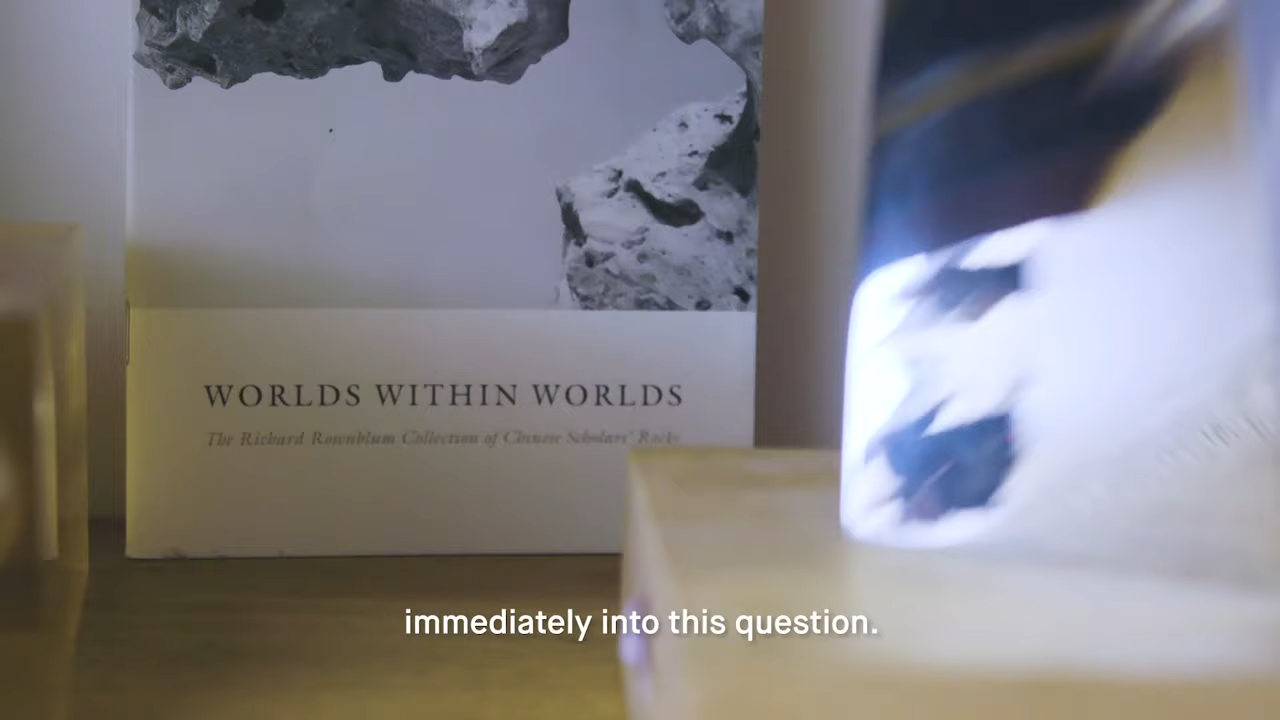 WORLDS WITHIN WORLDS
The Richard Rosenblum Collection of Chinese Scholars' Rocks
immediately into this question.